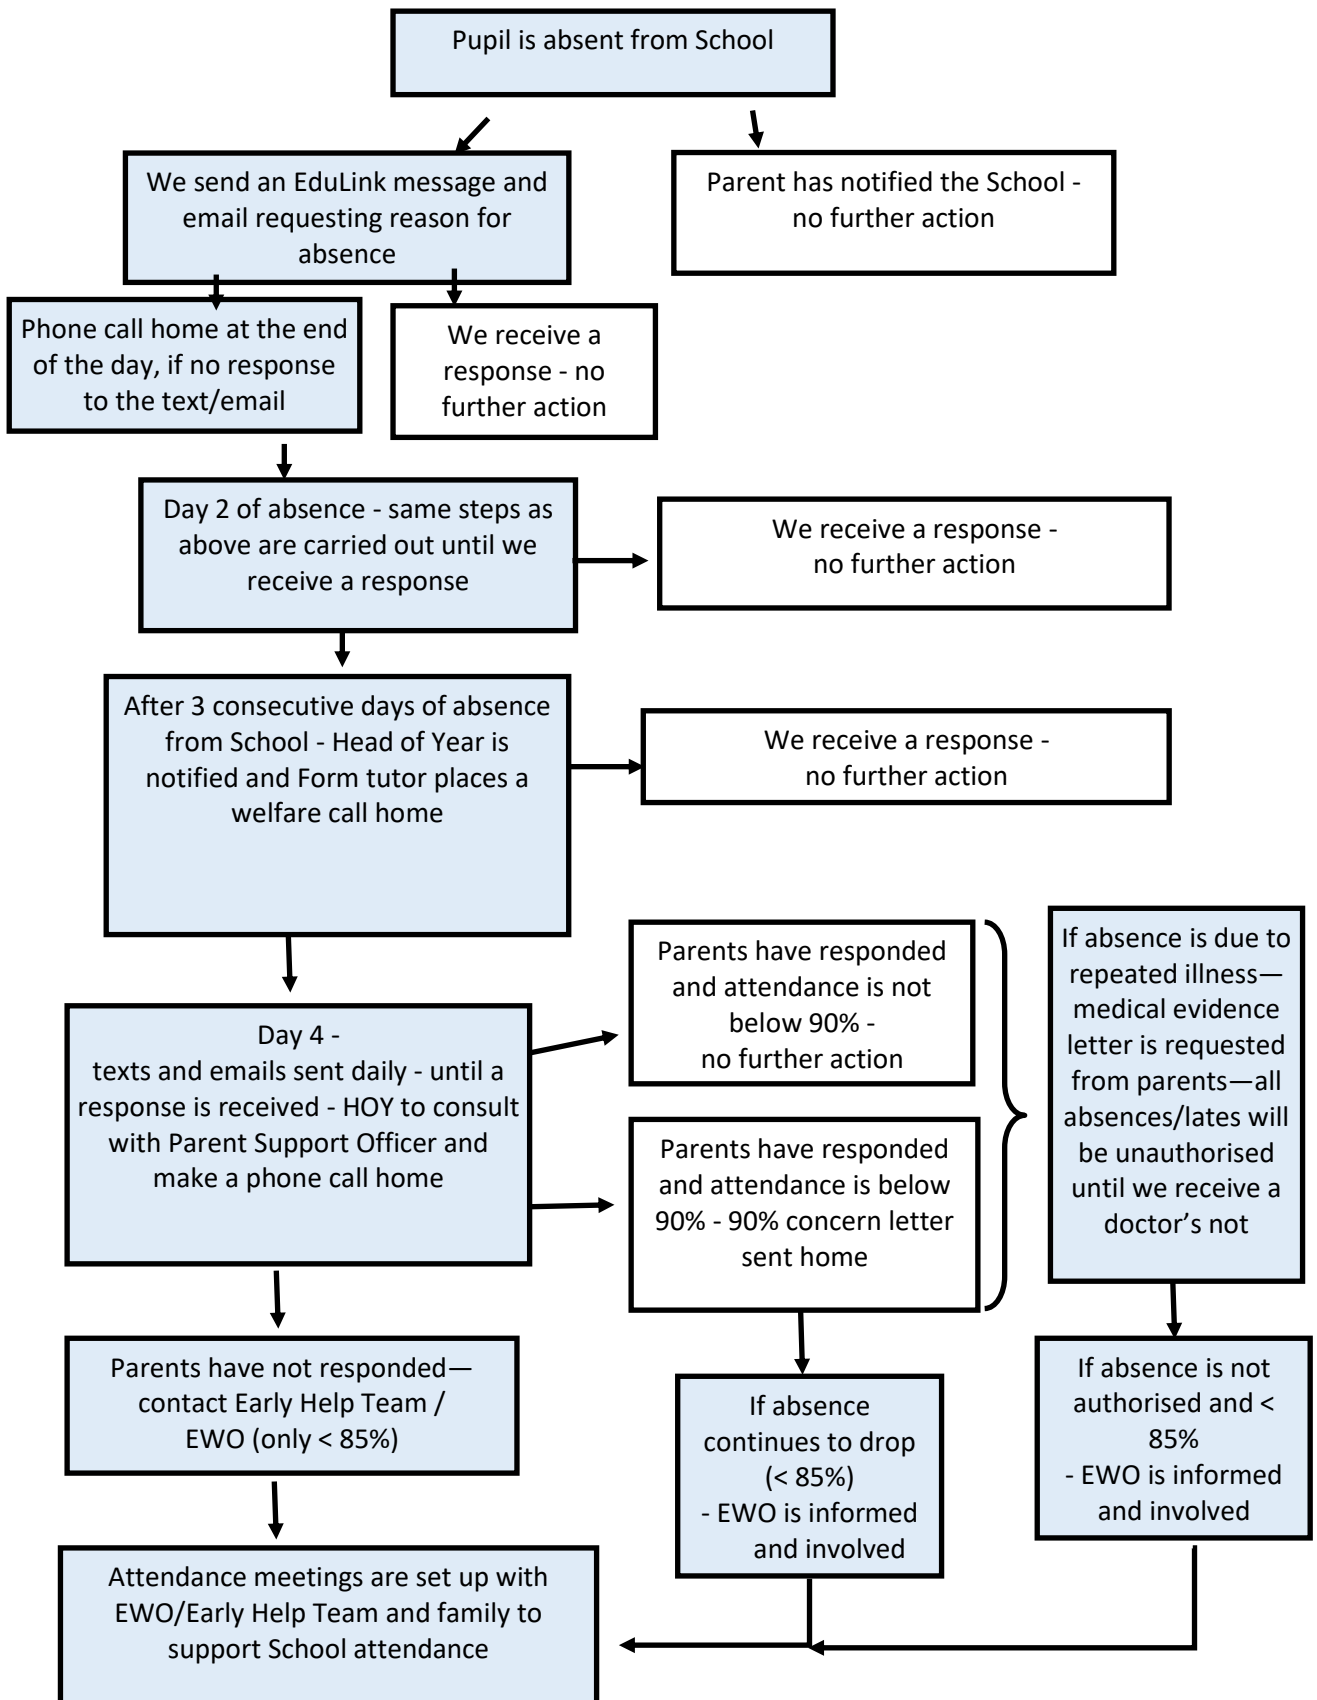 Pupil is absent from School
We send an EduLink message and
email requesting reason for
absence
Parent has notified the School -
no further action
Phone call home at the end
of the day, if no response
to the text/email
We receive a
response - no
further action
Day 2 of absence - same steps as
above are carried out until we
receive a response
We receive a response -
no further action
After 3 consecutive days of absence
from School - Head of Year is
notified and Form tutor places a
welfare call home
We receive a response -
no further action
Day 4 -
texts and emails sent daily - until a
response is received - HOY to consult
with Parent Support Officer and
make a phone call home
Parents have responded
and attendance is not
below 90% -
no further action
Parents have responded
and attendance is below
90% - 90% concern letter
sent home
If absence is due to
repeated illness—
medical evidence
letter is requested
from parents—all
absences/lates will
be unauthorised
until we receive a
doctor's not
Parents have not responded—
contact Early Help Team /
EWO (only < 85%)
If absence
continues to drop
(< 85%)
- EWO is informed
and involved
If absence is not
authorised and <
85%
- EWO is informed
and involved
Attendance meetings are set up with
EWO/Early Help Team and family to
support School attendance